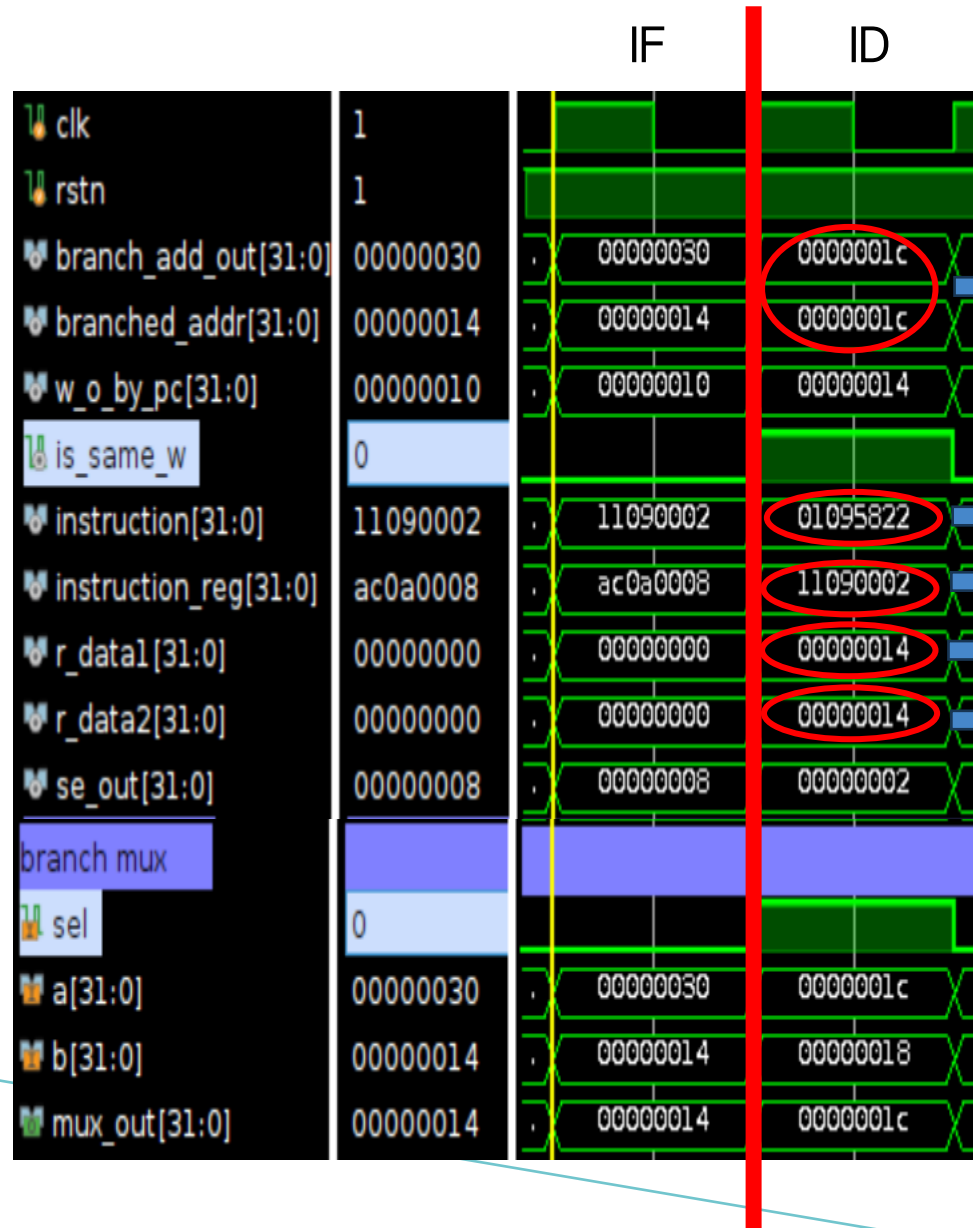 IF ID
clk 1
rstn 1
branch_add_out[31:0] 00000030 . 00000030 0000001c
branched_addr[31:0] 00000014 . 00000014 0000001c
w_o_by_pc[31:0] 00000010 . 00000010 00000014
is_same_w 0
instruction[31:0] 11090002 . 11090002 01095822
instruction_reg[31:0] ac0a0008 . ac0a0008 11090002
r_data1[31:0] 00000000 . 00000000 00000014
r_data2[31:0] 00000000 . 00000000 00000014
se_out[31:0] 00000008 . 00000008 00000002
branch mux
sel 0
a[31:0] 00000030 . 00000030 0000001c
b[31:0] 00000014 . 00000014 00000018
mux_out[31:0] 00000014 . 00000014 0000001c